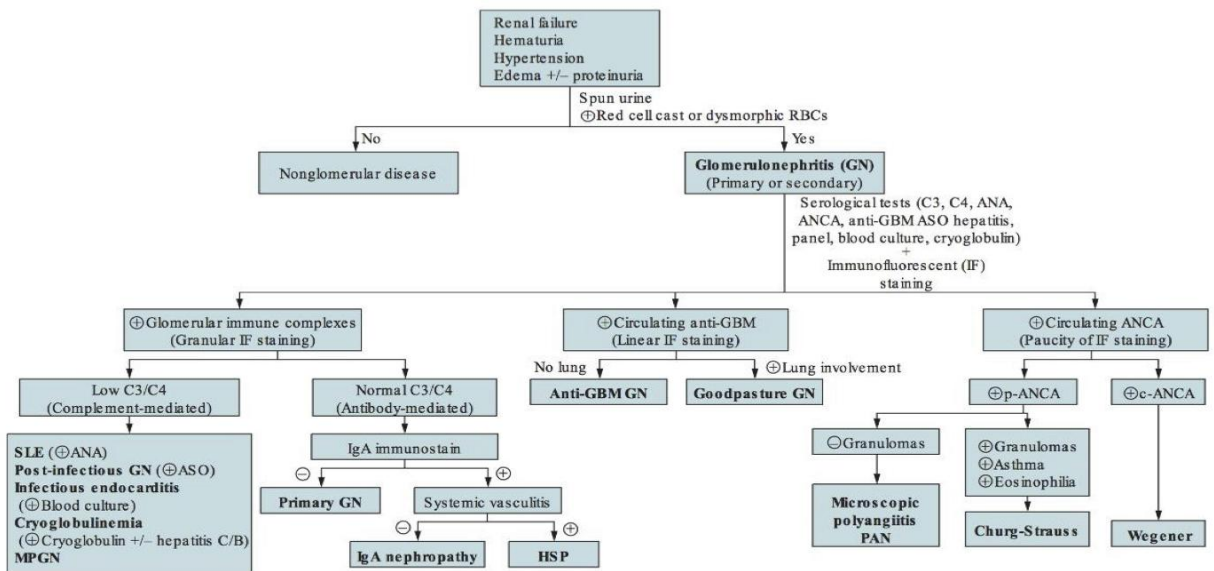 Renal failure
Hematuria
Hypertension
Edema +/– proteinuria
Spun urine
⊕Red cell cast or dysmorphic RBCs
No
Yes
Nonglomerular disease
Glomerulonephritis (GN)
(Primary or secondary)
Serological tests (C3, C4, ANA,
ANCA, anti-GBM ASO hepatitis,
panel, blood culture, cryoglobulin)
+
Immunofluorescent (IF)
staining
⊕Glomerular immune complexes
(Granular IF staining)
⊕Circulating anti-GBM
(Linear IF staining)
⊕Circulating ANCA
(Paucity of IF staining)
No lung
⊕Lung involvement
Low C3/C4
(Complement-mediated)
Normal C3/C4
(Antibody-mediated)
Anti-GBM GN
Goodpasture GN
⊕p-ANCA
⊕c-ANCA
SLE (⊕ANA)
Post-infectious GN (⊕ASO)
Infectious endocarditis
(⊕Blood culture)
Cryoglobulinemia
(⊕Cryoglobulin +/– hepatitis C/B)
MPGN
IgA immunostain
⊖
⊕
Primary GN
Systemic vasculitis
⊖
⊕
IgA nephropathy
HSP
⊖Granulomas
⊕Granulomas
⊕Asthma
⊕Eosinophilia
Microscopic
polyangiitis
PAN
Churg-Strauss
Wegener